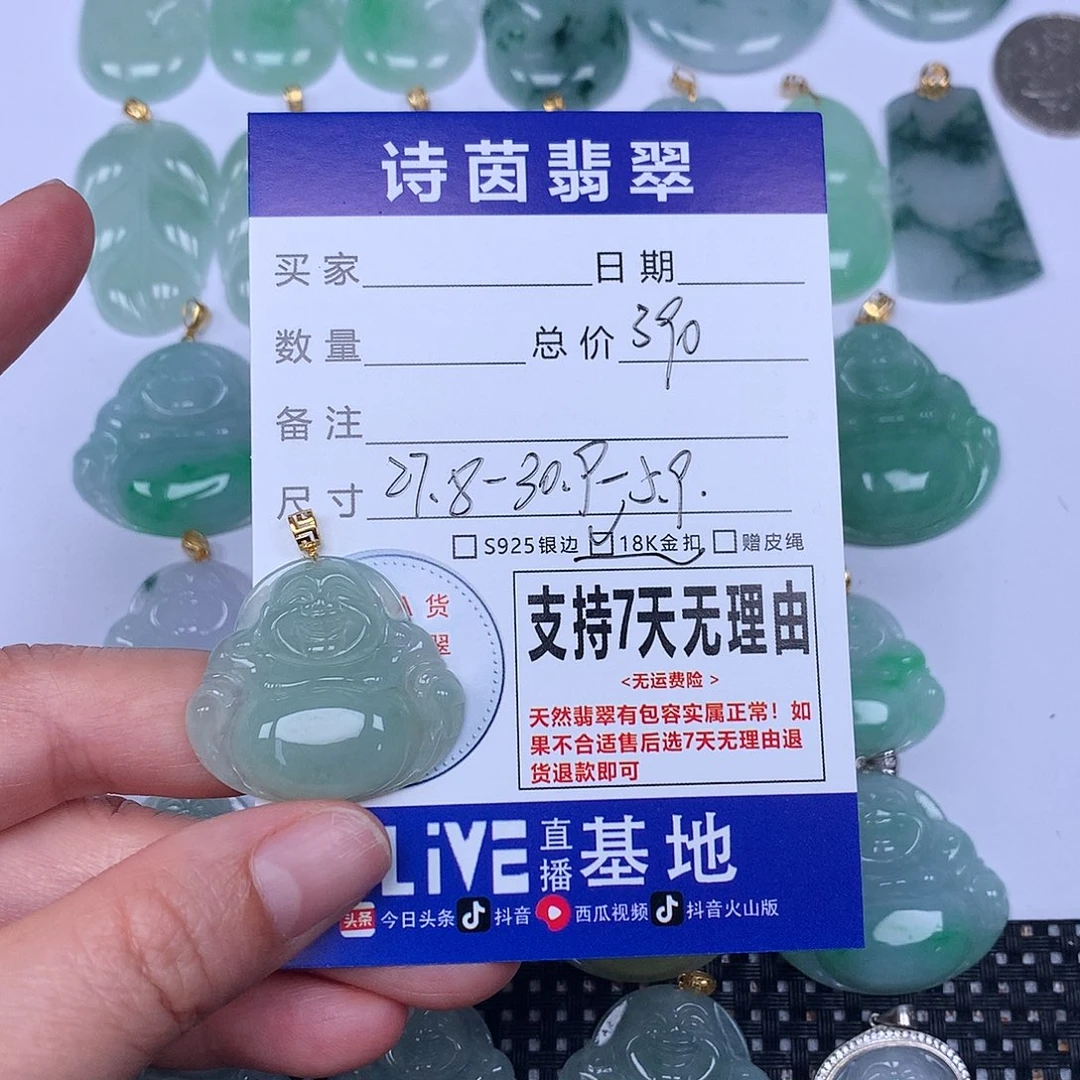 诗茵翡翠
买家 日期
数量 总价 390
备注
尺寸 27.8-30.9-5.9.
S925银边 18K金扣 赠皮绳
货
翠
支持7天无理由
<无运费险>
天然翡翠有包容实属正常！如
果不合适售后选7天无理由退
货退款即可
LiVE 直播 基地
头条 今日头条 抖音 西瓜视频 抖音火山版